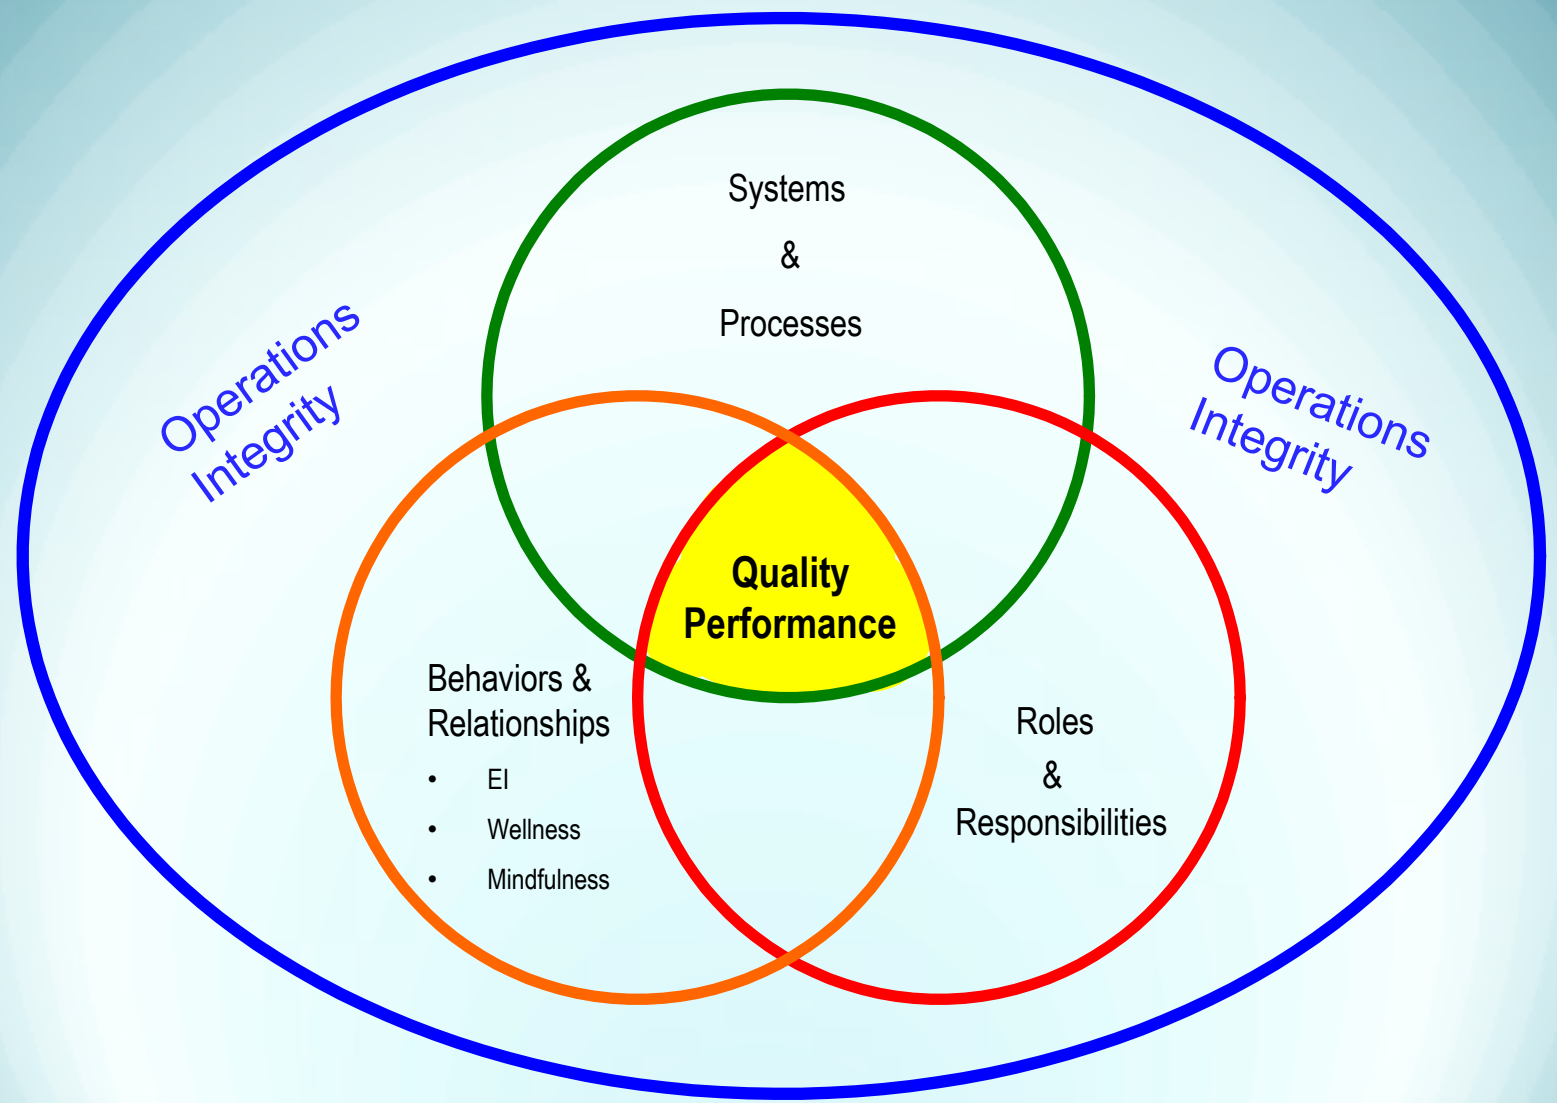 Systems
&
Processes
Operations
Integrity
Operations
Integrity
Quality
Performance
Behaviors &
Relationships
• EI
• Wellness
• Mindfulness
Roles
&
Responsibilities